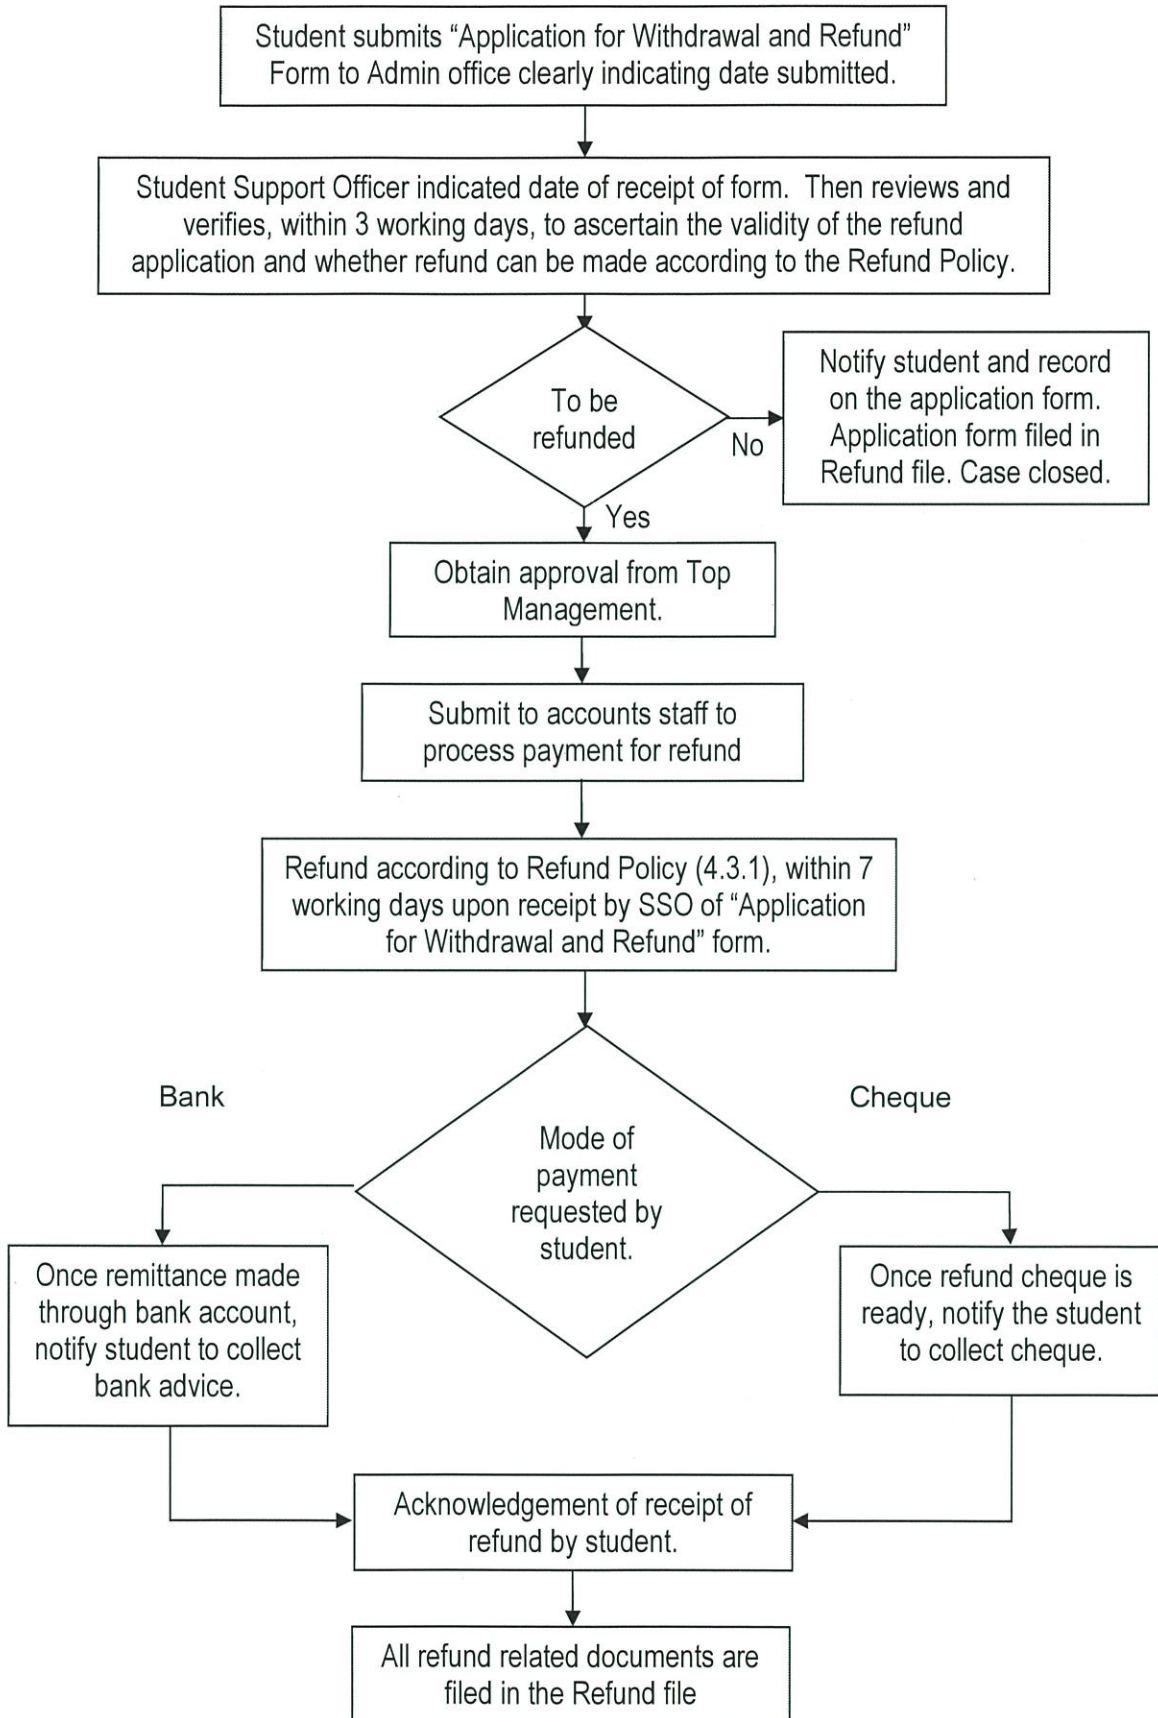 Student submits “Application for Withdrawal and Refund”
Form to Admin office clearly indicating date submitted.
Student Support Officer indicated date of receipt of form. Then reviews and
verifies, within 3 working days, to ascertain the validity of the refund
application and whether refund can be made according to the Refund Policy.
To be
refunded
No
Notify student and record
on the application form.
Application form filed in
Refund file. Case closed.
Yes
Obtain approval from Top
Management.
Submit to accounts staff to
process payment for refund
Refund according to Refund Policy (4.3.1), within 7
working days upon receipt by SSO of “Application
for Withdrawal and Refund” form.
Bank
Cheque
Mode of
payment
requested by
student.
Once remittance made
through bank account,
notify student to collect
bank advice.
Once refund cheque is
ready, notify the student
to collect cheque.
Acknowledgement of receipt of
refund by student.
All refund related documents are
filed in the Refund file